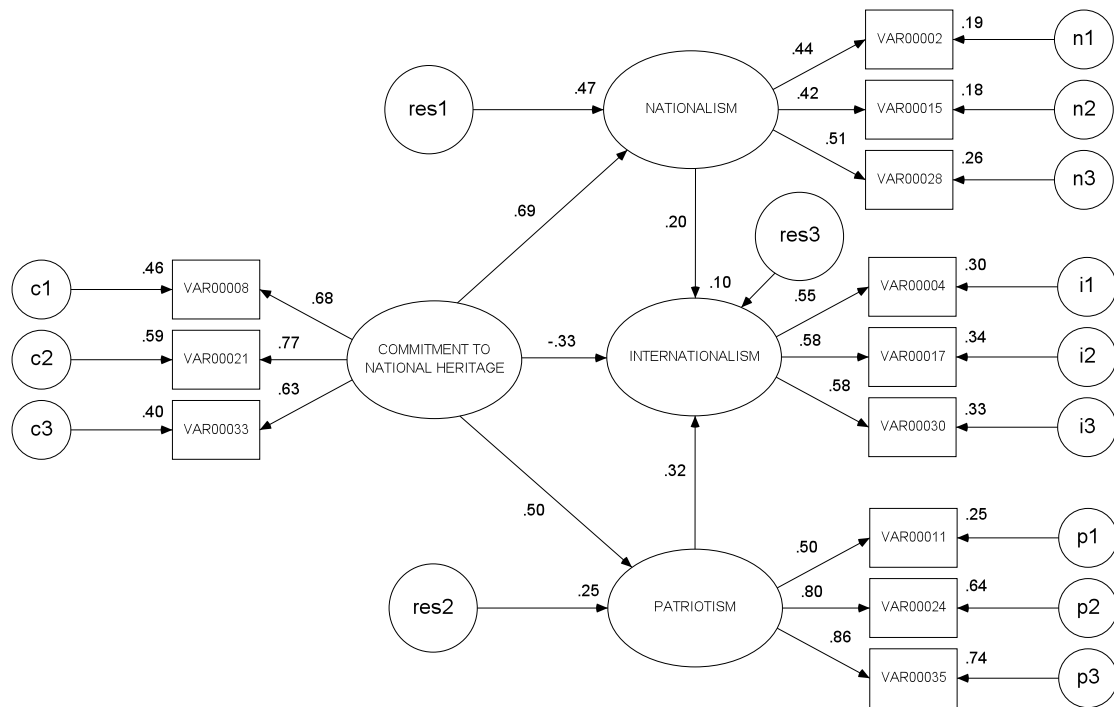 .19
VAR00002
n1
.44
res1
.47
NATIONALISM
.42
.18
VAR00015
n2
.51
.26
VAR00028
n3
.69
.20
res3
c1
.46
VAR00008
.68
.10
.55
.30
VAR00004
i1
c2
.59
VAR00021
.77
COMMITMENT TO
NATIONAL HERITAGE
-.33
INTERNATIONALISM
.58
.34
VAR00017
i2
c3
.40
VAR00033
.63
.58
.33
VAR00030
i3
.32
.50
.50
.25
VAR00011
p1
res2
.25
PATRIOTISM
.80
.64
VAR00024
p2
.86
.74
VAR00035
p3